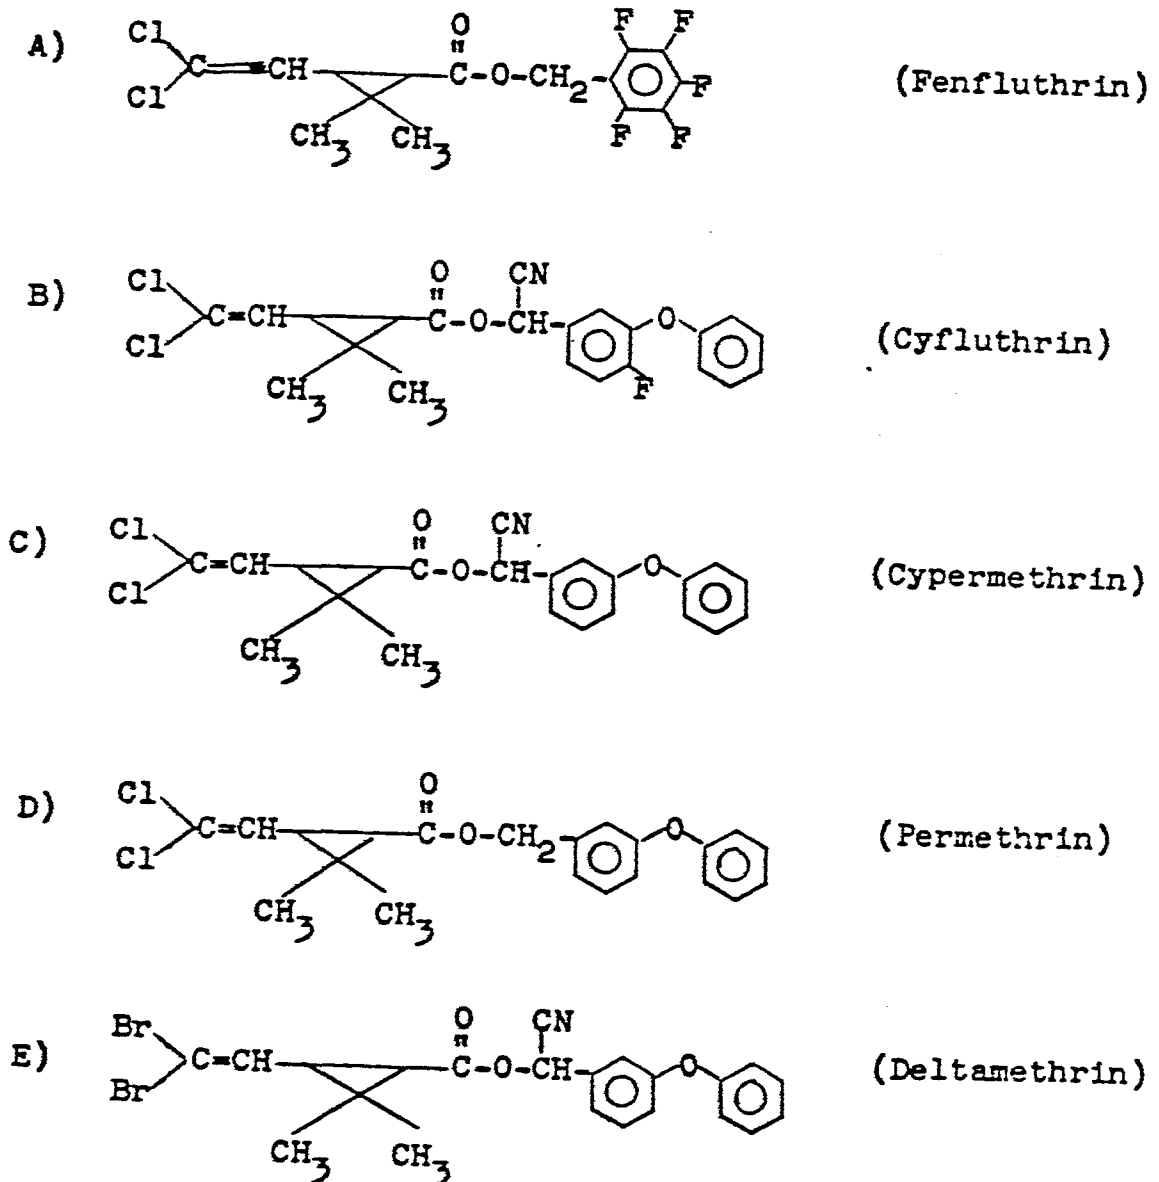 A) Cl Cl C=CH C-O-CH2 O F F F F F CH3 CH3 (Fenfluthrin)
B) Cl Cl C=CH C-O-CH O CN O F CH3 CH3 (Cyfluthrin)
C) Cl Cl C=CH C-O-CH O CN O CH3 CH3 (Cypermethrin)
D) Cl Cl C=CH C-O-CH2 O O CH3 CH3 (Permethrin)
E) Br Br C=CH C-O-CH O CN O CH3 CH3 (Deltamethrin)